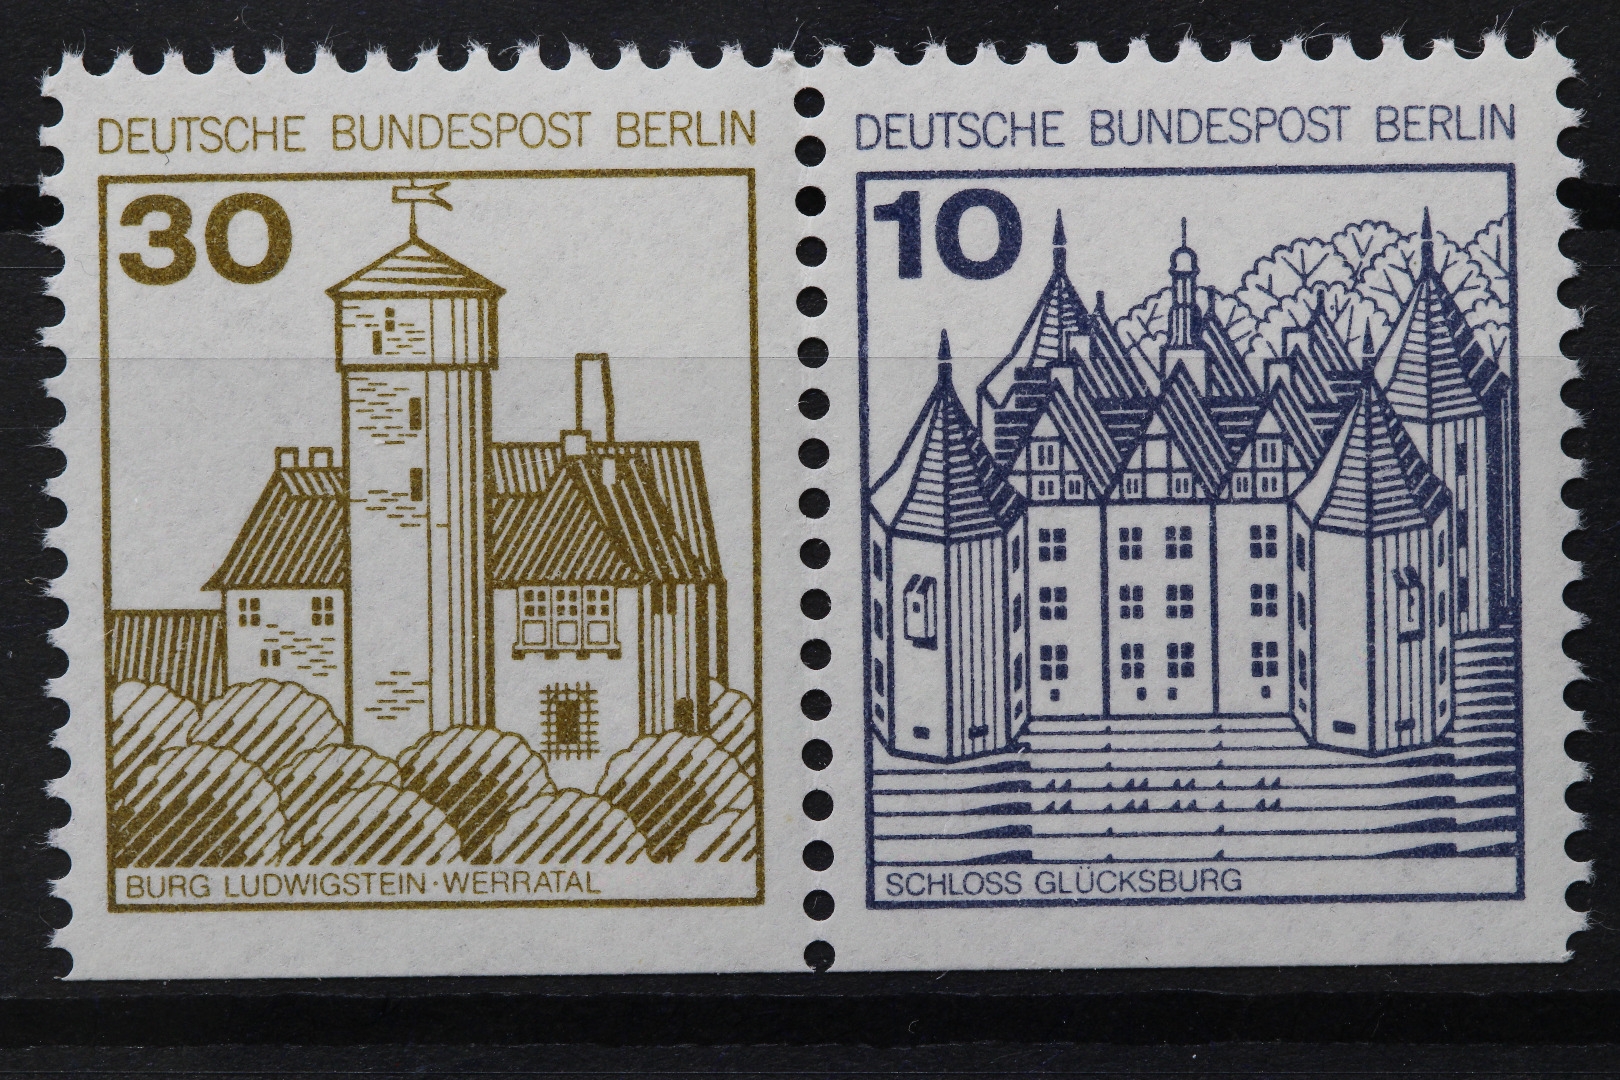 DEUTSCHE BUNDESPOST BERLIN
30
BURG LUDWIGSTEIN·WERRATAL
DEUTSCHE BUNDESPOST BERLIN
10
SCHLOSS GLÜCKSBURG